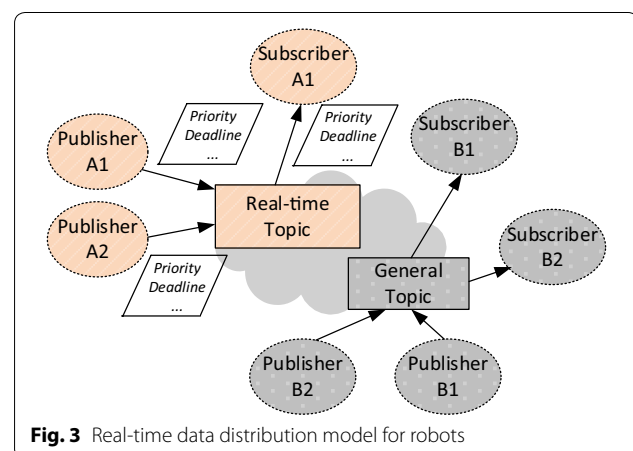 Subscriber
A1
Priority
Deadline
...
Priority
Deadline
...
Publisher
A1
Subscriber
B1
Real-time
Topic
Publisher
A2
Subscriber
B2
Priority
Deadline
...
General
Topic
Publisher
B2
Publisher
B1
Fig. 3 Real-time data distribution model for robots